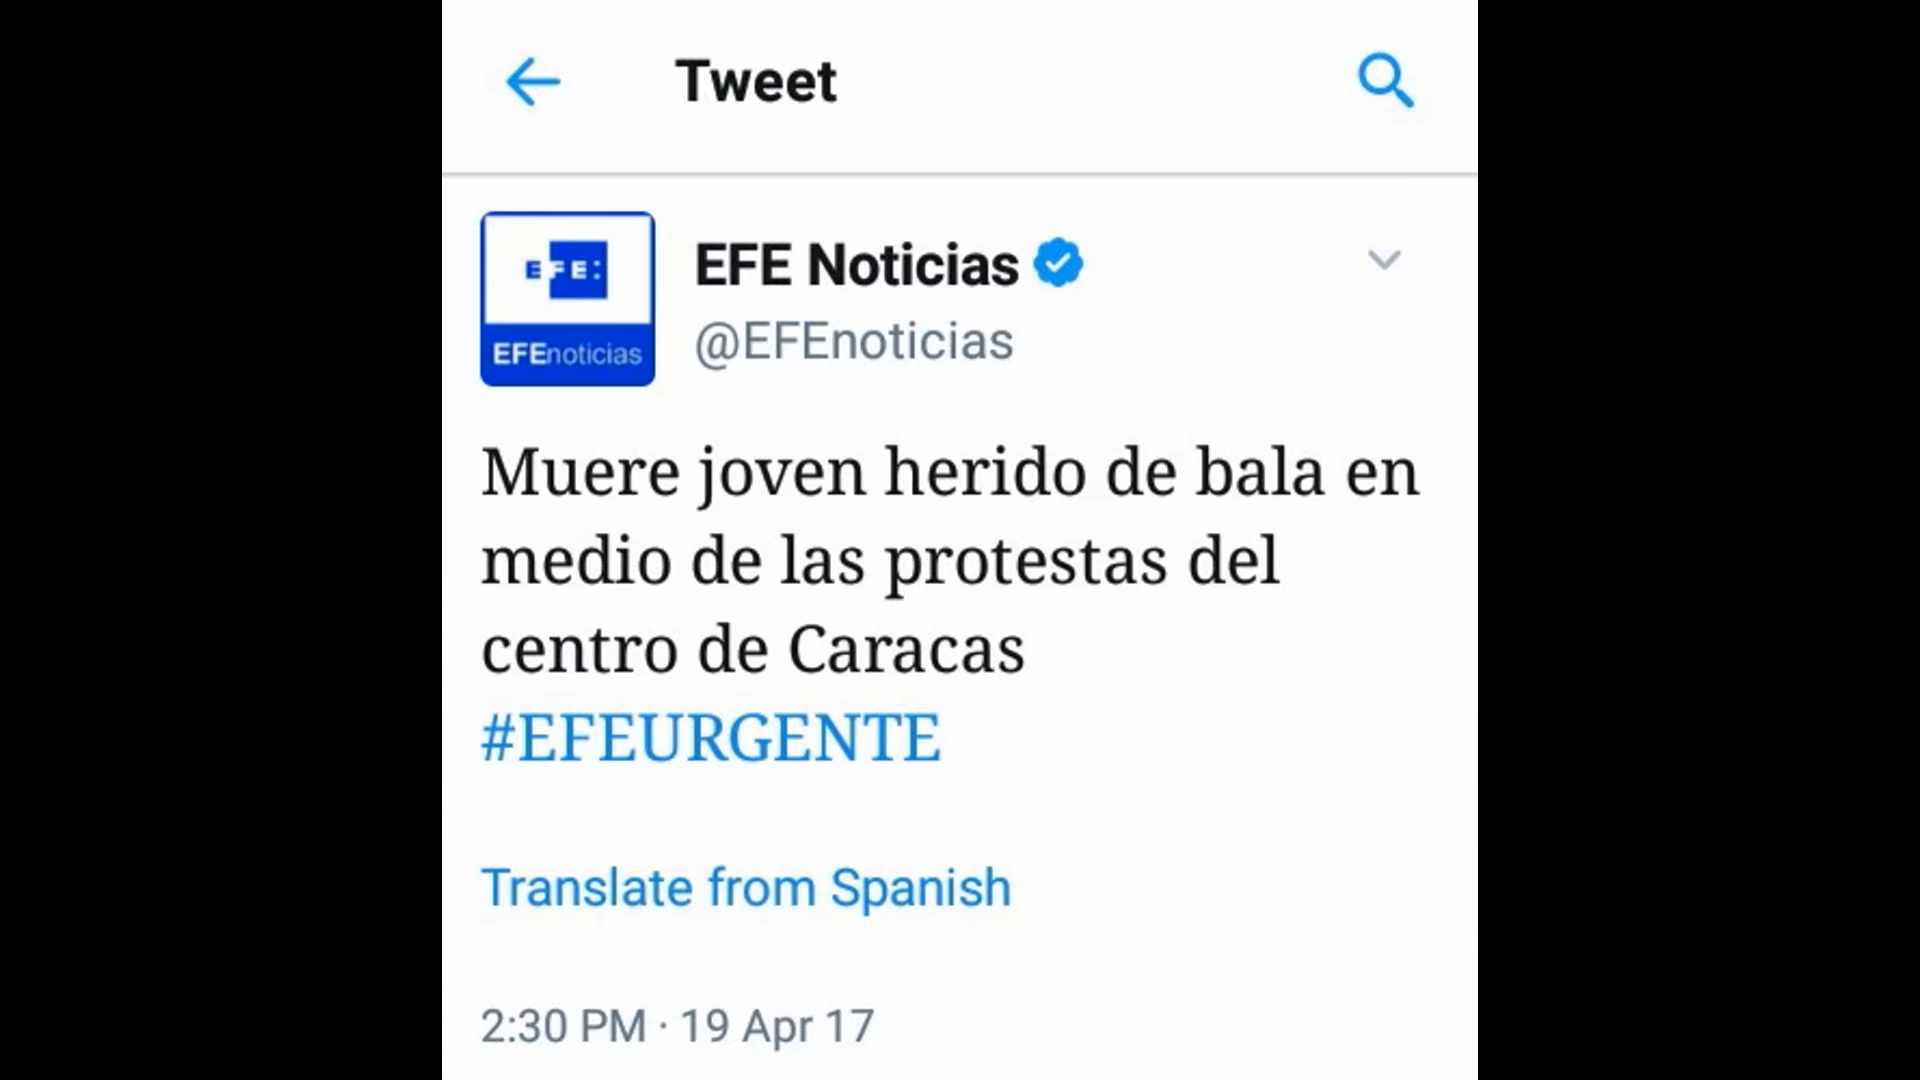 Tweet
EFE:
EFEnoticias
EFE Noticias
@EFEnoticias
Muere joven herido de bala en
medio de las protestas del
centro de Caracas
#EFEURGENTE
Translate from Spanish
2:30 PM · 19 Apr 17